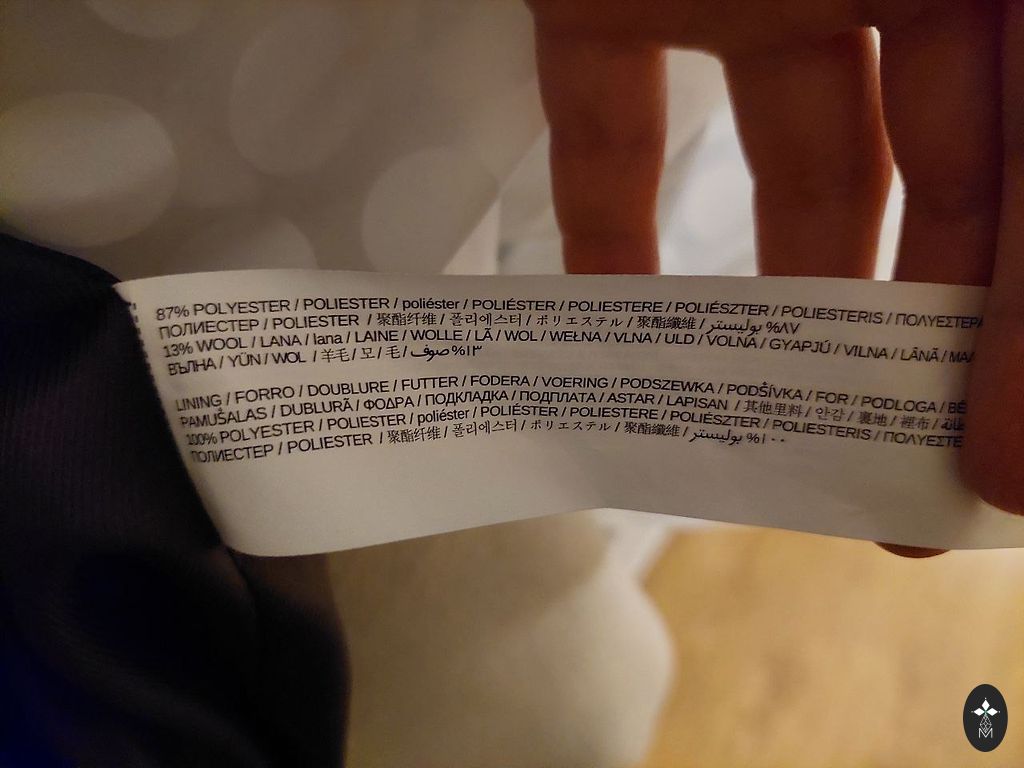 87% POLYESTER / POLIESTER / poliéster / POLIÉSTER / POLIESTERE / POLIÉSZTER / POLIESTERIS / ΠΟΛΥΕΣΤΕΡΑ
ПОЛИЕСТЕР / POLIESTER / 聚酯纤维 / 폴리에스터 / ポリエステル / 聚酯纖維 / بوليستر %٨٧
13% WOOL / LANA / lana / LAINE / WOLLE / LÃ / WOL / WEŁNA / VLNA / ULD / VOLNA / GYAPJÚ / VILNA / LÂNĂ / ΜΑΛ
ВЪЛНА / YÜN / WOL / 羊毛 / 모 / 毛 / صوف %١٣
LINING / FORRO / DOUBLURE / FUTTER / FODERA / VOERING / PODSZEWKA / PODŠÍVKA / FOR / PODLOGA / BÉ
PAMUŠALAS / DUBLURĂ / ΦΟΔΡΑ / ПОДКЛАДКА / ПОДПЛАТА / ASTAR / LAPISAN / 其他里料 / 안감 / 裏地 / 裡布 / بطانة
100% POLYESTER / POLIESTER / poliéster / POLIÉSTER / POLIESTERE / POLIÉSZTER / POLIESTERIS / ΠΟΛΥΕΣΤΕ
ПОЛИЕСТЕР / POLIESTER / 聚酯纤维 / 폴리에스터 / ポリエステル / 聚酯纖維 / بوليستر %١٠٠
M